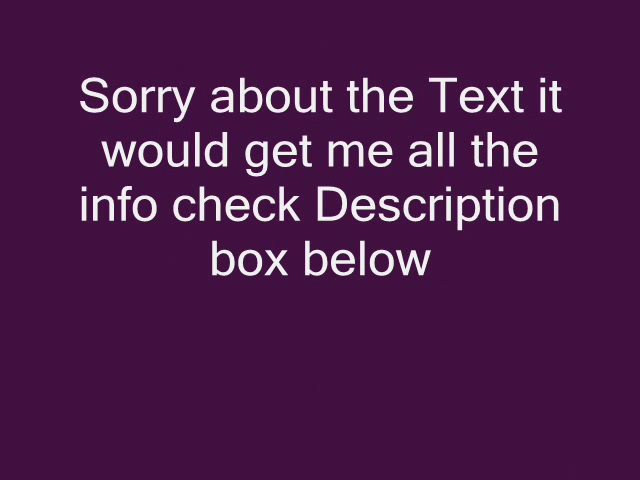 Sorry about the Text it
would get me all the
info check Description
box below